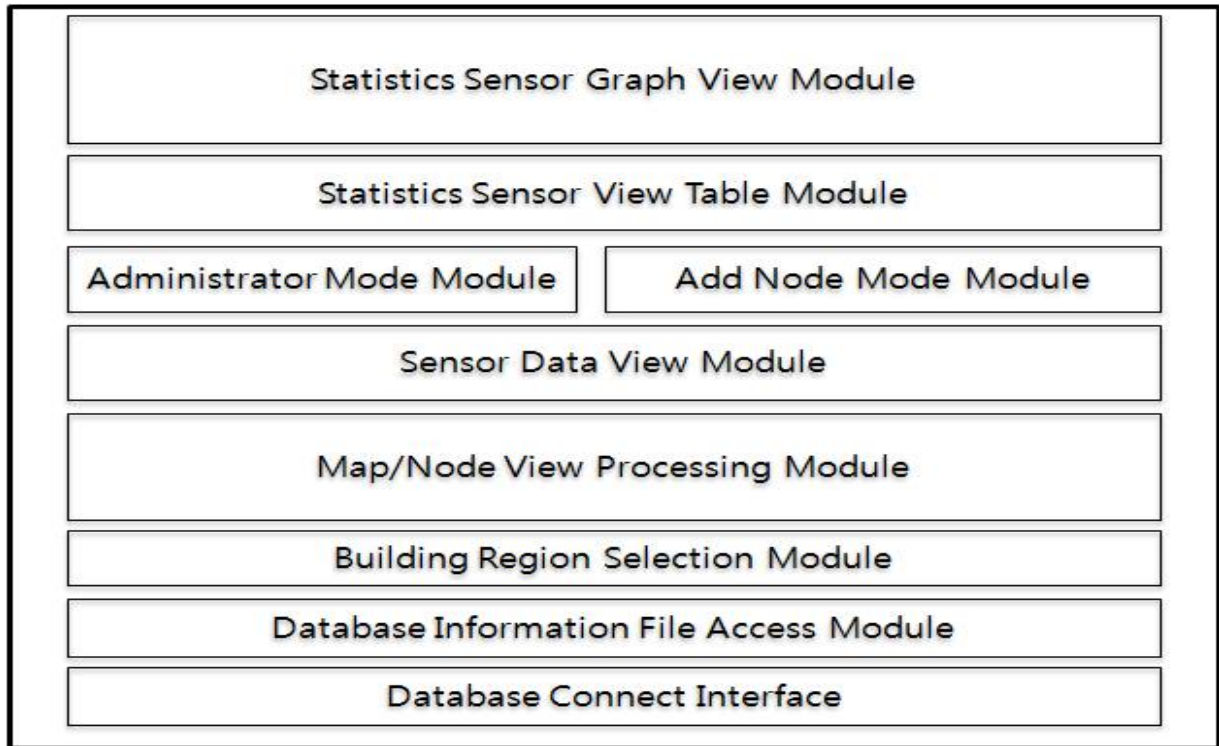 Statistics Sensor Graph View Module
Statistics Sensor View Table Module
Administrator Mode Module
Add Node Mode Module
Sensor Data View Module
Map/Node View Processing Module
Building Region Selection Module
Database Information File Access Module
Database Connect Interface